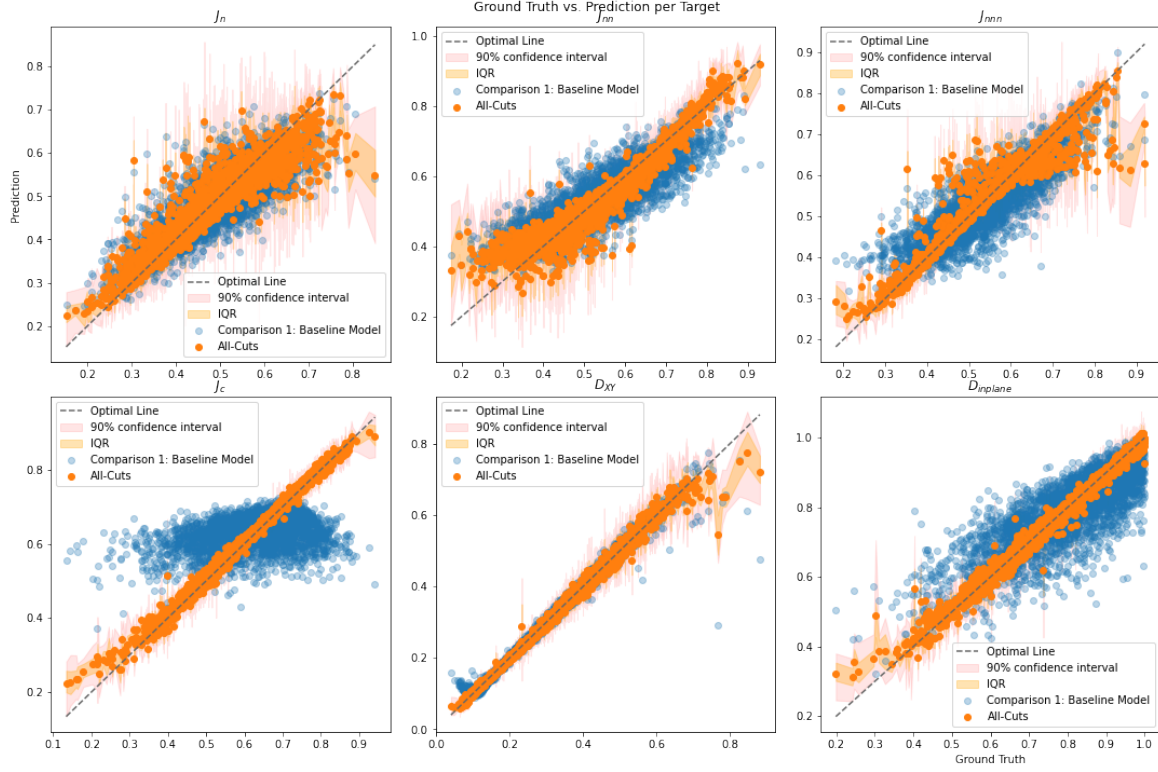 Ground Truth vs. Prediction per Target
J_n
J_nn
J_nnn
Prediction
0.8
0.7
0.6
0.5
0.4
0.3
0.2
Optimal Line
90% confidence interval
IQR
Comparison 1: Baseline Model
All-Cuts
0.2 0.3 0.4 0.5 0.6 0.7 0.8
1.0
0.9
0.8
0.7
0.6
0.5
0.4
0.3
0.2
0.1
Optimal Line
90% confidence interval
IQR
Comparison 1: Baseline Model
All-Cuts
0.2 0.3 0.4 0.5 0.6 0.7 0.8 0.9
0.9
0.8
0.7
0.6
0.5
0.4
0.3
0.2
Optimal Line
90% confidence interval
IQR
Comparison 1: Baseline Model
All-Cuts
0.2 0.3 0.4 0.5 0.6 0.7 0.8 0.9
J_c
D_XY
D_inplane
0.8
0.6
0.4
0.2
Optimal Line
90% confidence interval
IQR
Comparison 1: Baseline Model
All-Cuts
0.1 0.2 0.3 0.4 0.5 0.6 0.7 0.8 0.9
0.8
0.6
0.4
0.2
0.0
Optimal Line
90% confidence interval
IQR
Comparison 1: Baseline Model
All-Cuts
0.0 0.2 0.4 0.6 0.8
1.0
0.8
0.6
0.4
0.2
Optimal Line
90% confidence interval
IQR
Comparison 1: Baseline Model
All-Cuts
0.2 0.3 0.4 0.5 0.6 0.7 0.8 0.9 1.0
Ground Truth